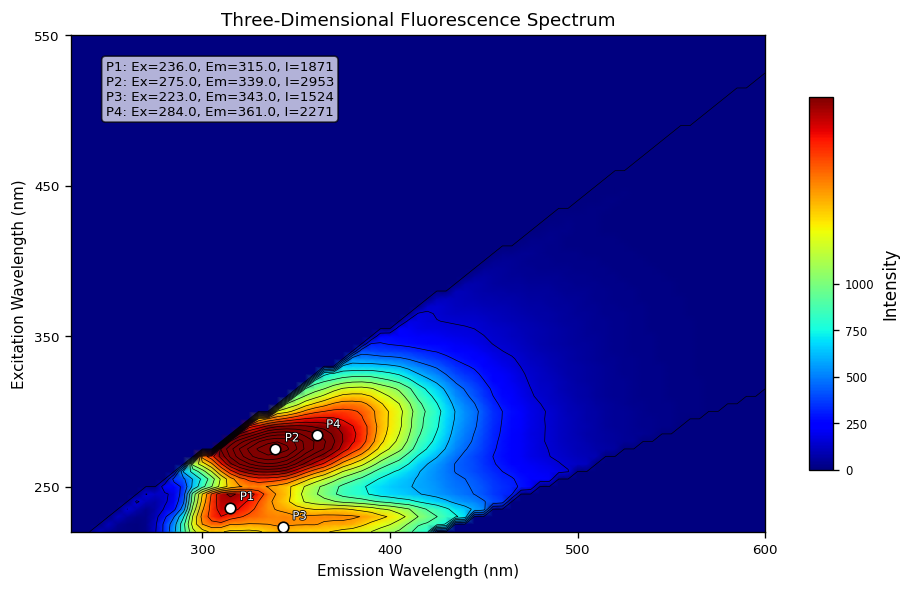 Three-Dimensional Fluorescence Spectrum
550
450
350
250
Excitation Wavelength (nm)
P1: Ex=236.0, Em=315.0, I=1871
P2: Ex=275.0, Em=339.0, I=2953
P3: Ex=223.0, Em=343.0, I=1524
P4: Ex=284.0, Em=361.0, I=2271
P4
P2
P1
P3
300
400
500
600
Emission Wavelength (nm)
1000
750
500
250
0
Intensity